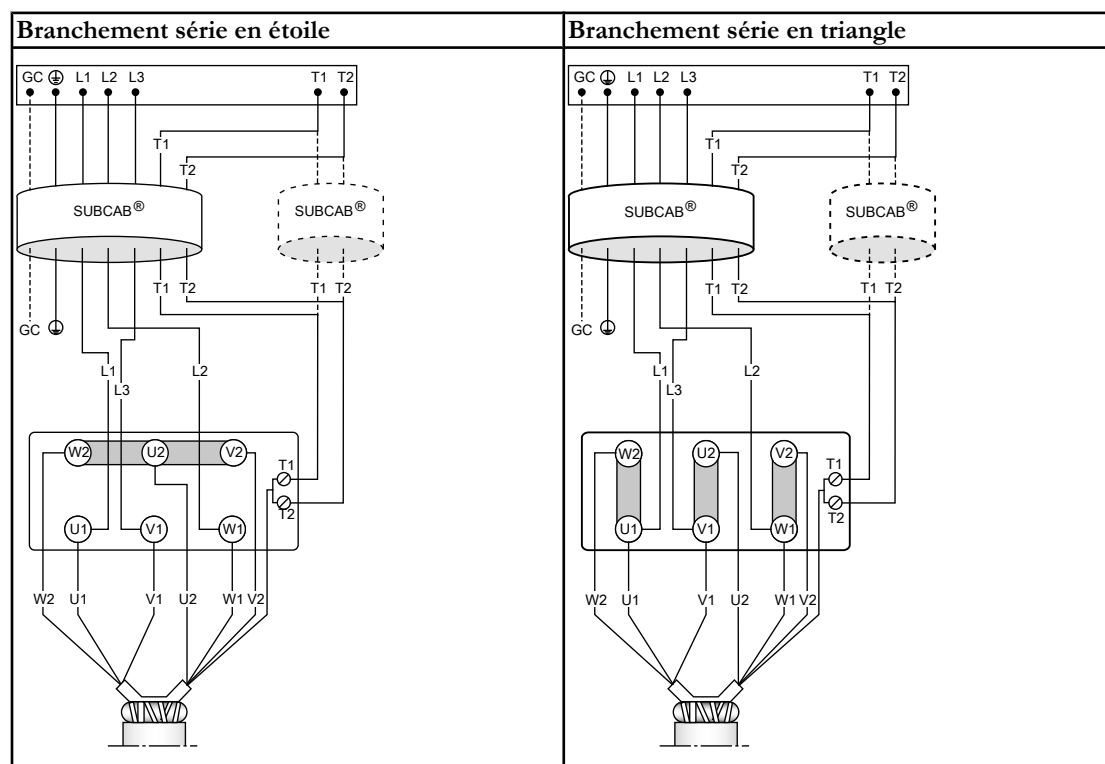 Branchement série en étoile
GC L1 L2 L3 T1 T2
T1
T2
SUBCAB® SUBCAB®
T1 T2 T1 T2
GC
L1 L2
L3
W2 U2 V2
T1
T2
U1 V1 W1
W2 U1 V1 U2 W1 V2
Branchement série en triangle
GC L1 L2 L3 T1 T2
T1
T2
SUBCAB® SUBCAB®
T1 T2 T1 T2
GC
L1 L2
L3
W2 U2 V2
T1
U1 V1 W1
T2
W2 U1 V1 U2 W1 V2